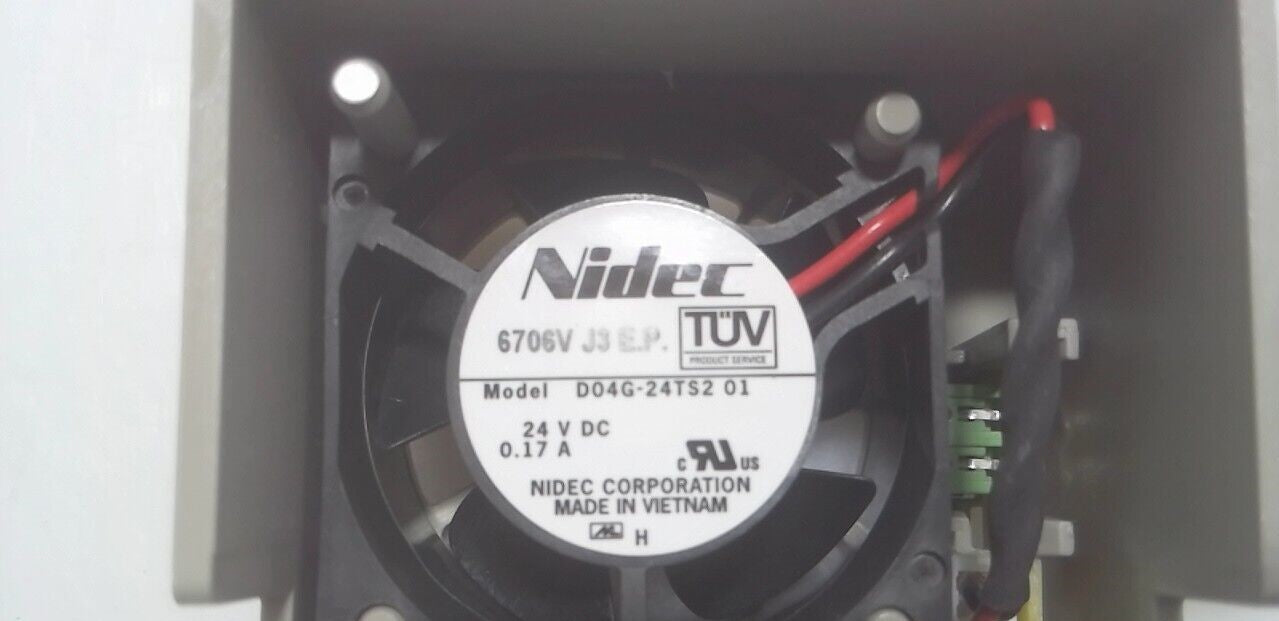 Nidec
6706V J3 E.P.
TÜV
PRODUCT SERVICE
Model D04G-24TS2 01
24 V DC
0.17 A
c RU US
NIDEC CORPORATION
MADE IN VIETNAM
H